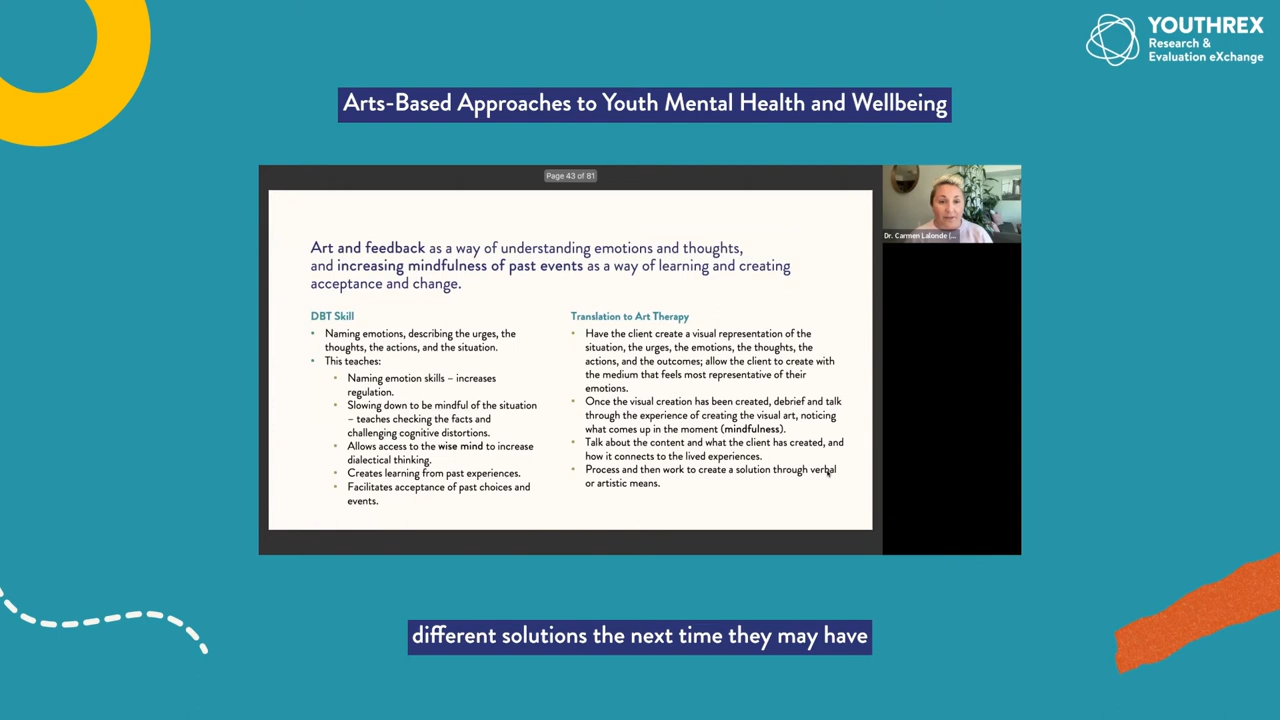 YOUTHREX
Research &
Evaluation eXchange
Arts-Based Approaches to Youth Mental Health and Wellbeing
Page 43 of 81
Dr. Carmen Lalonde (...
Art and feedback as a way of understanding emotions and thoughts,
and increasing mindfulness of past events as a way of learning and creating
acceptance and change.
DBT Skill
• Naming emotions, describing the urges, the
thoughts, the actions, and the situation.
• This teaches:
• Naming emotion skills – increases
regulation.
• Slowing down to be mindful of the situation
– teaches checking the facts and
challenging cognitive distortions.
• Allows access to the wise mind to increase
dialectical thinking.
• Creates learning from past experiences.
• Facilitates acceptance of past choices and
events.
Translation to Art Therapy
• Have the client create a visual representation of the
situation, the urges, the emotions, the thoughts, the
actions, and the outcomes; allow the client to create with
the medium that feels most representative of their
emotions.
• Once the visual creation has been created, debrief and talk
through the experience of creating the visual art, noticing
what comes up in the moment (mindfulness).
• Talk about the content and what the client has created, and
how it connects to the lived experiences.
• Process and then work to create a solution through verbal
or artistic means.
different solutions the next time they may have